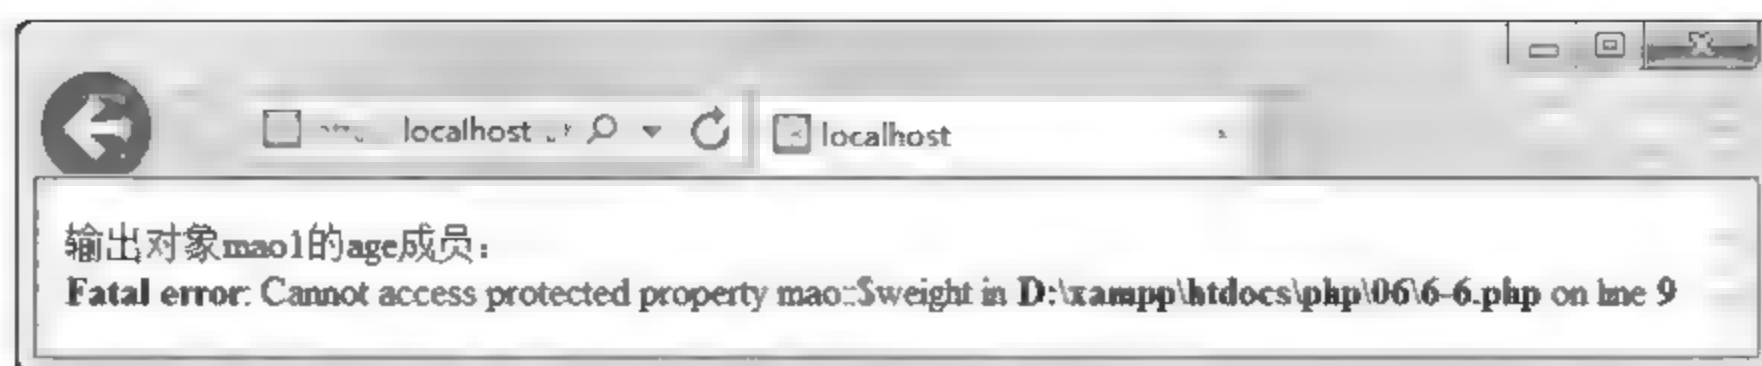 localhost
localhost
输出对象mao1的age成员：
Fatal error: Cannot access protected property mao::$weight in D:\xampp\htdocs\php\06\6-6.php on line 9